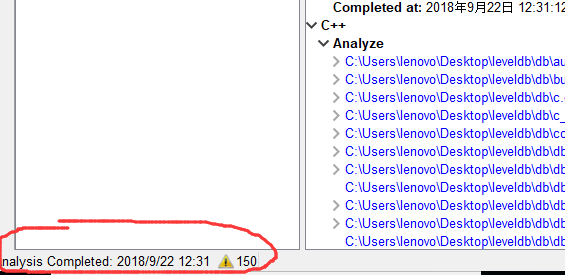 Completed at: 2018年9月22日 12:31:12
C++
Analyze
C:\Users\lenovo\Desktop\leveldb\db\au
C:\Users\lenovo\Desktop\leveldb\db\bu
C:\Users\lenovo\Desktop\leveldb\db\c.
C:\Users\lenovo\Desktop\leveldb\db\c_
C:\Users\lenovo\Desktop\leveldb\db\co
C:\Users\lenovo\Desktop\leveldb\db\db
C:\Users\lenovo\Desktop\leveldb\db\db
C:\Users\lenovo\Desktop\leveldb\db\db
C:\Users\lenovo\Desktop\leveldb\db\db
C:\Users\lenovo\Desktop\leveldb\db\db
C:\Users\lenovo\Desktop\leveldb\db\db
nalysis Completed: 2018/9/22 12:31 150